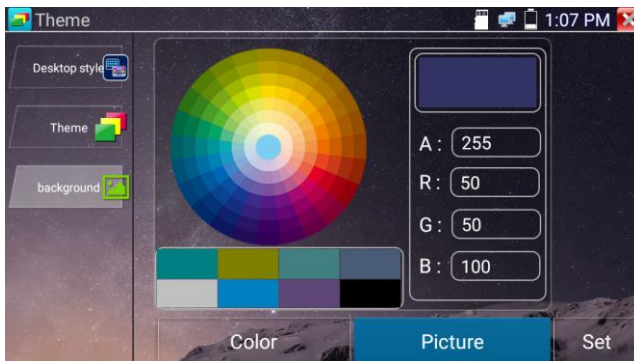 Theme
1:07 PM
Desktop style
Theme
background
A : 255
R : 50
G : 50
B : 100
Color
Picture
Set